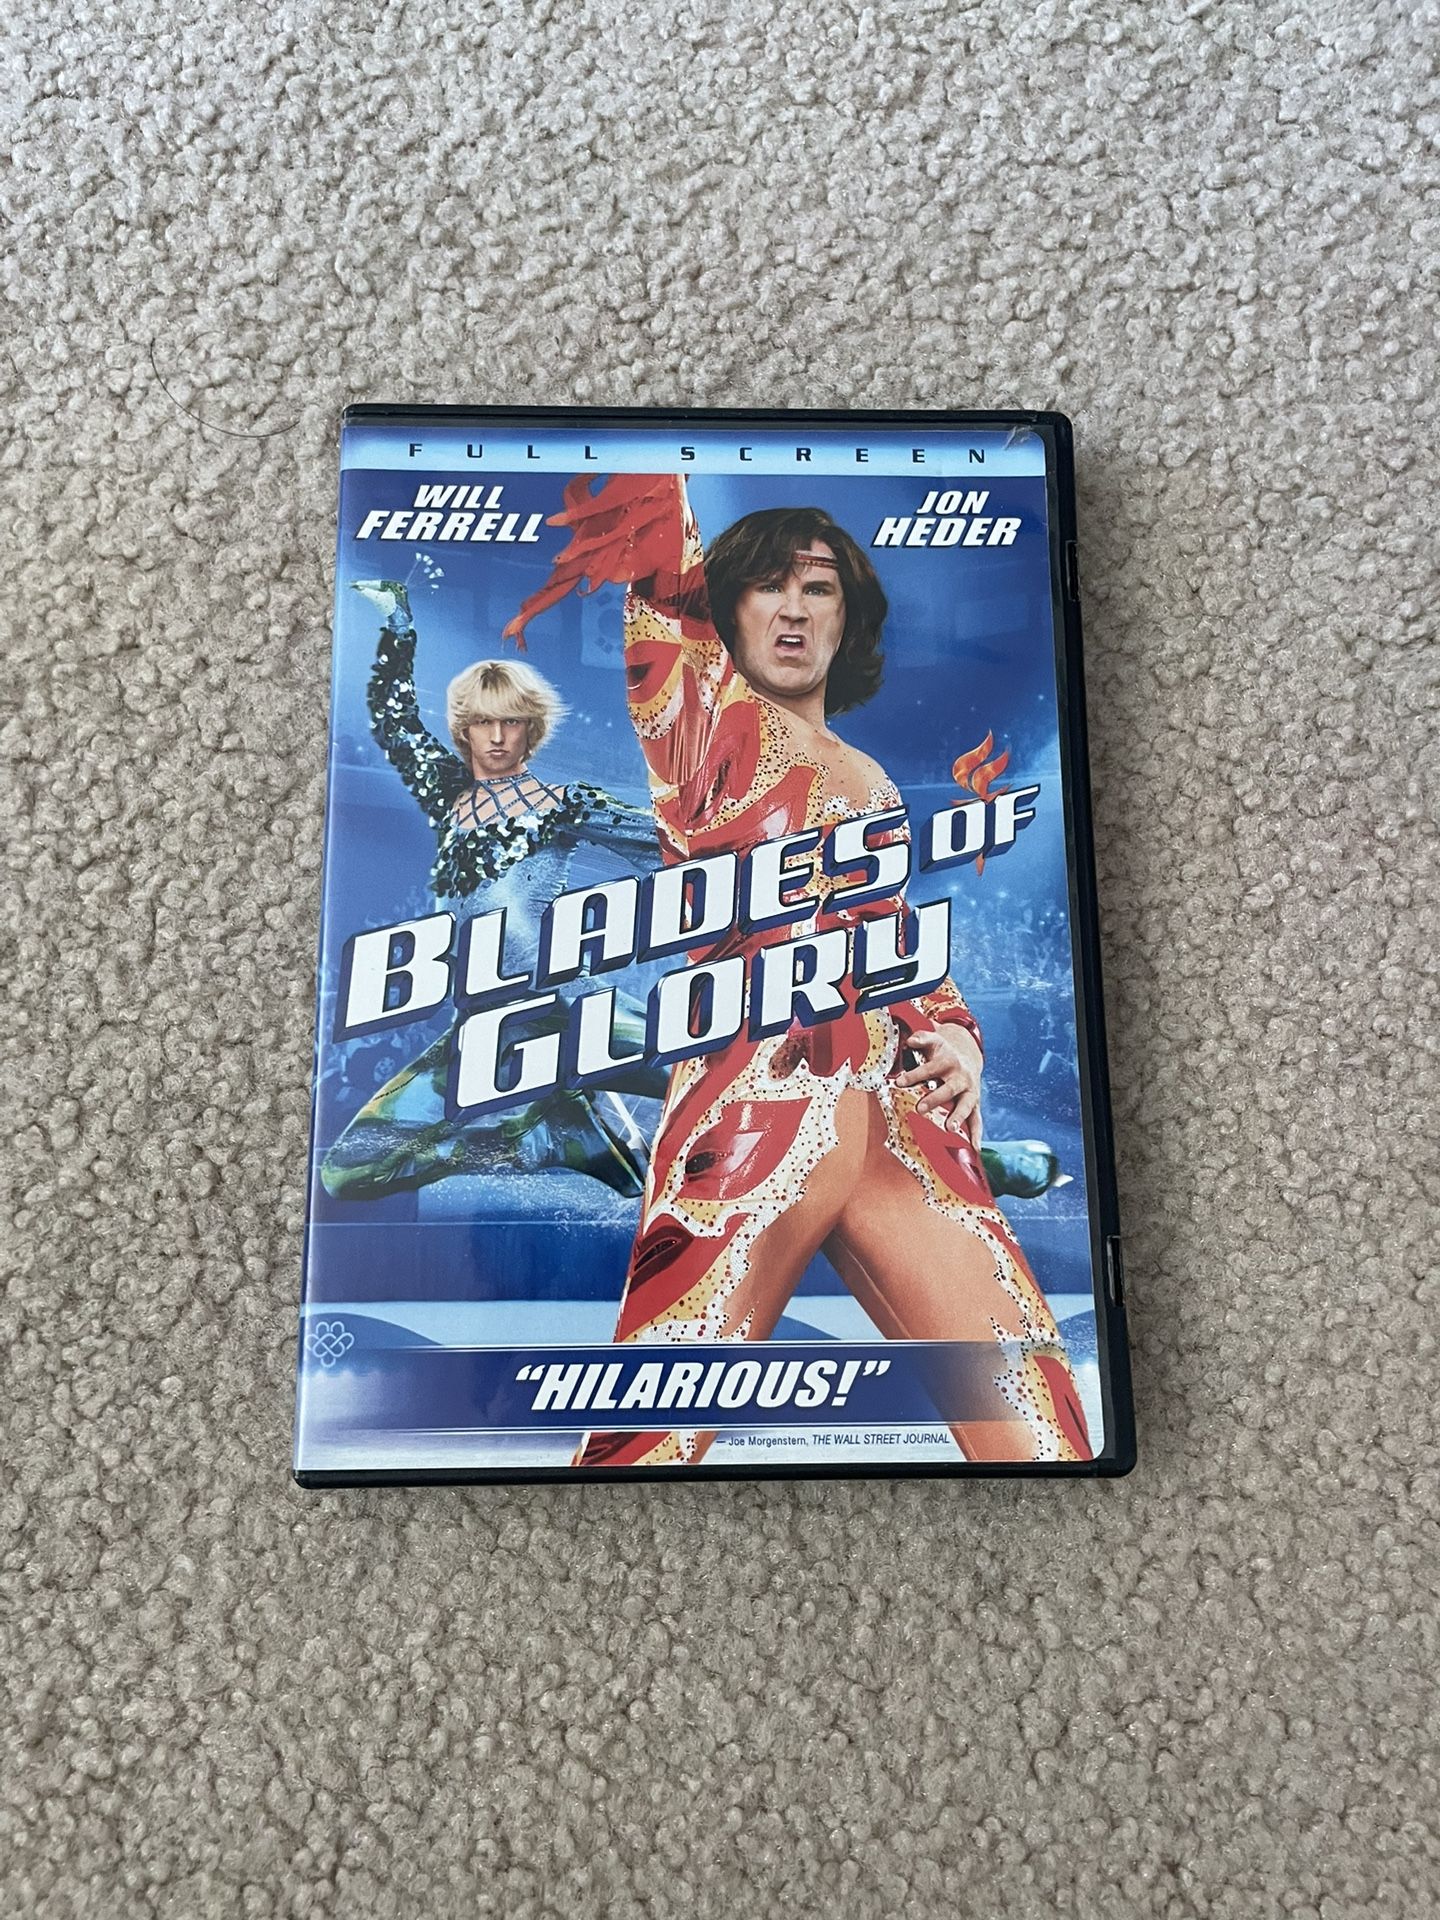 FULL SCREEN
WILL
FERRELL
JON
HEDER
BLADES OF
GLORY
"HILARIOUS!"
— Joe Morgenstern, THE WALL STREET JOURNAL